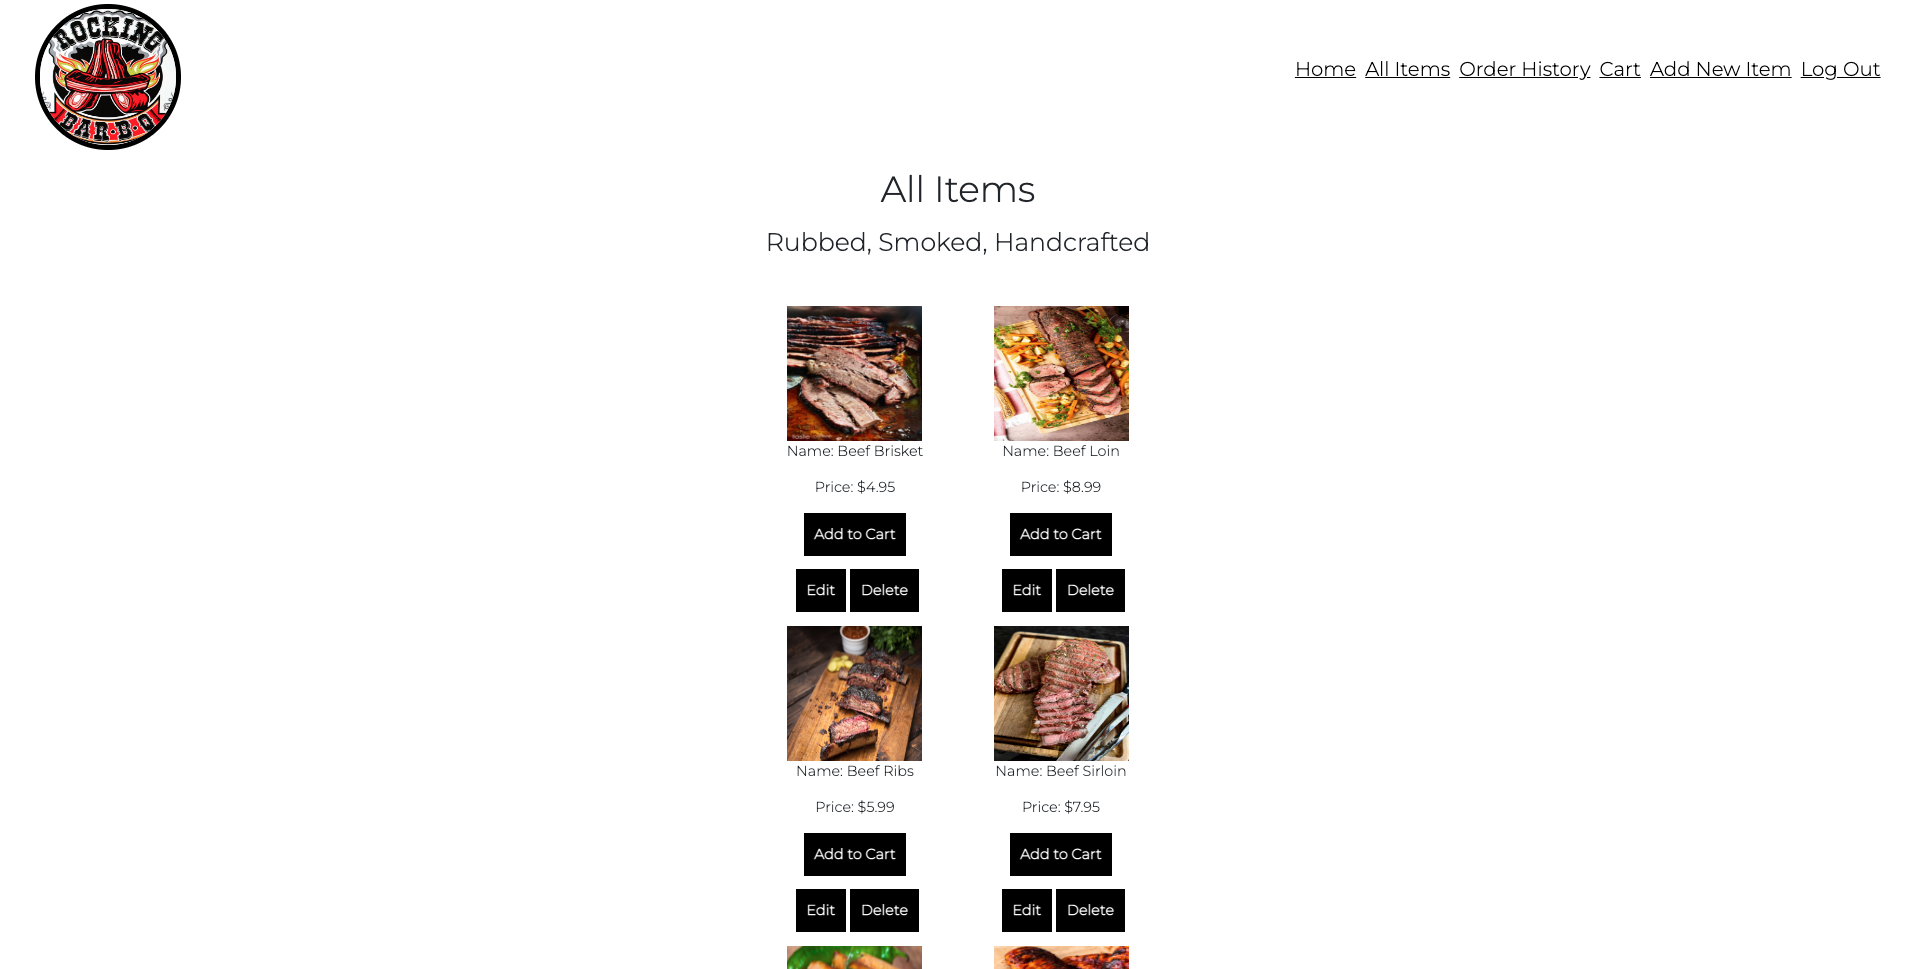 ROCKING
BAR·B·Q
Home All Items Order History Cart Add New Item Log Out
All Items
Rubbed, Smoked, Handcrafted
Name: Beef Brisket
Price: $4.95
Add to Cart
Edit Delete
Name: Beef Loin
Price: $8.99
Add to Cart
Edit Delete
Name: Beef Ribs
Price: $5.99
Add to Cart
Edit Delete
Name: Beef Sirloin
Price: $7.95
Add to Cart
Edit Delete